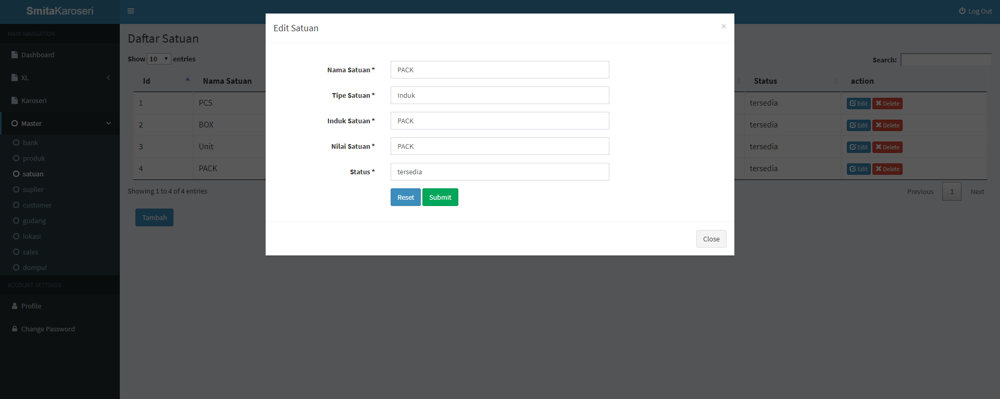 SmitaKaroseri
Log Out
MAIN NAVIGATION
Dashboard
XL
Karoseri
Master
bank
produk
satuan
suplier
customer
gudang
lokasi
sales
dompul
ACCOUNT SETTINGS
Profile
Change Password
Daftar Satuan
Show 10 entries
Search:
Id Nama Satuan Status action
1 PCS tersedia Edit Delete
2 BOX tersedia Edit Delete
3 Unit tersedia Edit Delete
4 PACK tersedia Edit Delete
Showing 1 to 4 of 4 entries
Previous 1 Next
Tambah
Edit Satuan ×
Nama Satuan * PACK
Tipe Satuan * Induk
Induk Satuan * PACK
Nilai Satuan * PACK
Status * tersedia
Reset Submit
Close